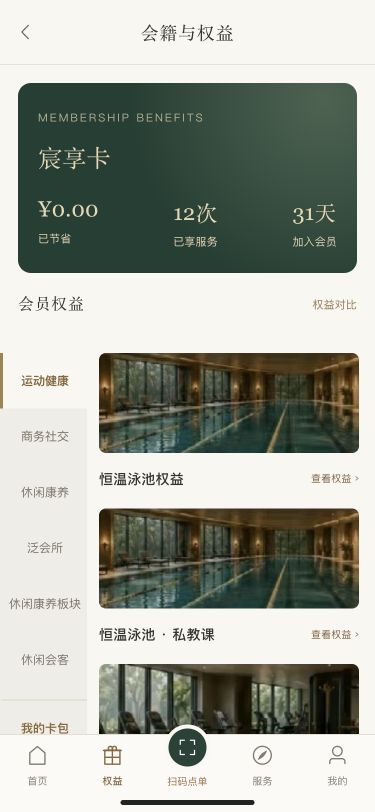 会籍与权益
MEMBERSHIP BENEFITS
宸享卡
¥0.00
已节省
12次
已享服务
31天
加入会员
会员权益
权益对比
运动健康
商务社交
休闲康养
泛会所
休闲康养板块
休闲会客
我的卡包
恒温泳池权益
查看权益 >
恒温泳池 · 私教课
查看权益 >
首页
权益
扫码点单
服务
我的